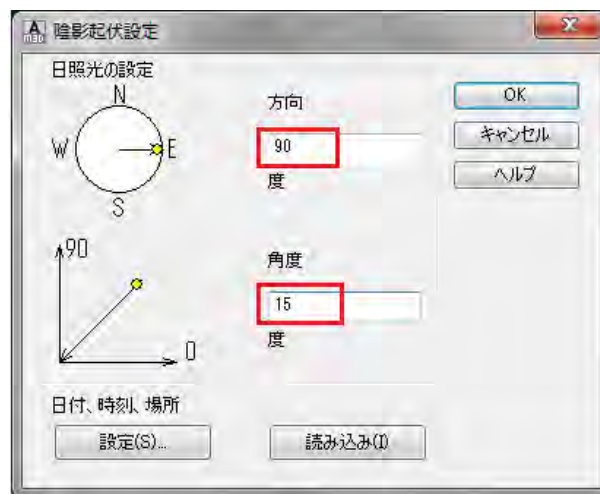 A
M3D
陰影起伏設定
日照光の設定
N
W
E
S
方向
90
度
OK
キャンセル
ヘルプ
90
0
角度
15
度
日付、時刻、場所
設定(S)...
読み込み(I)